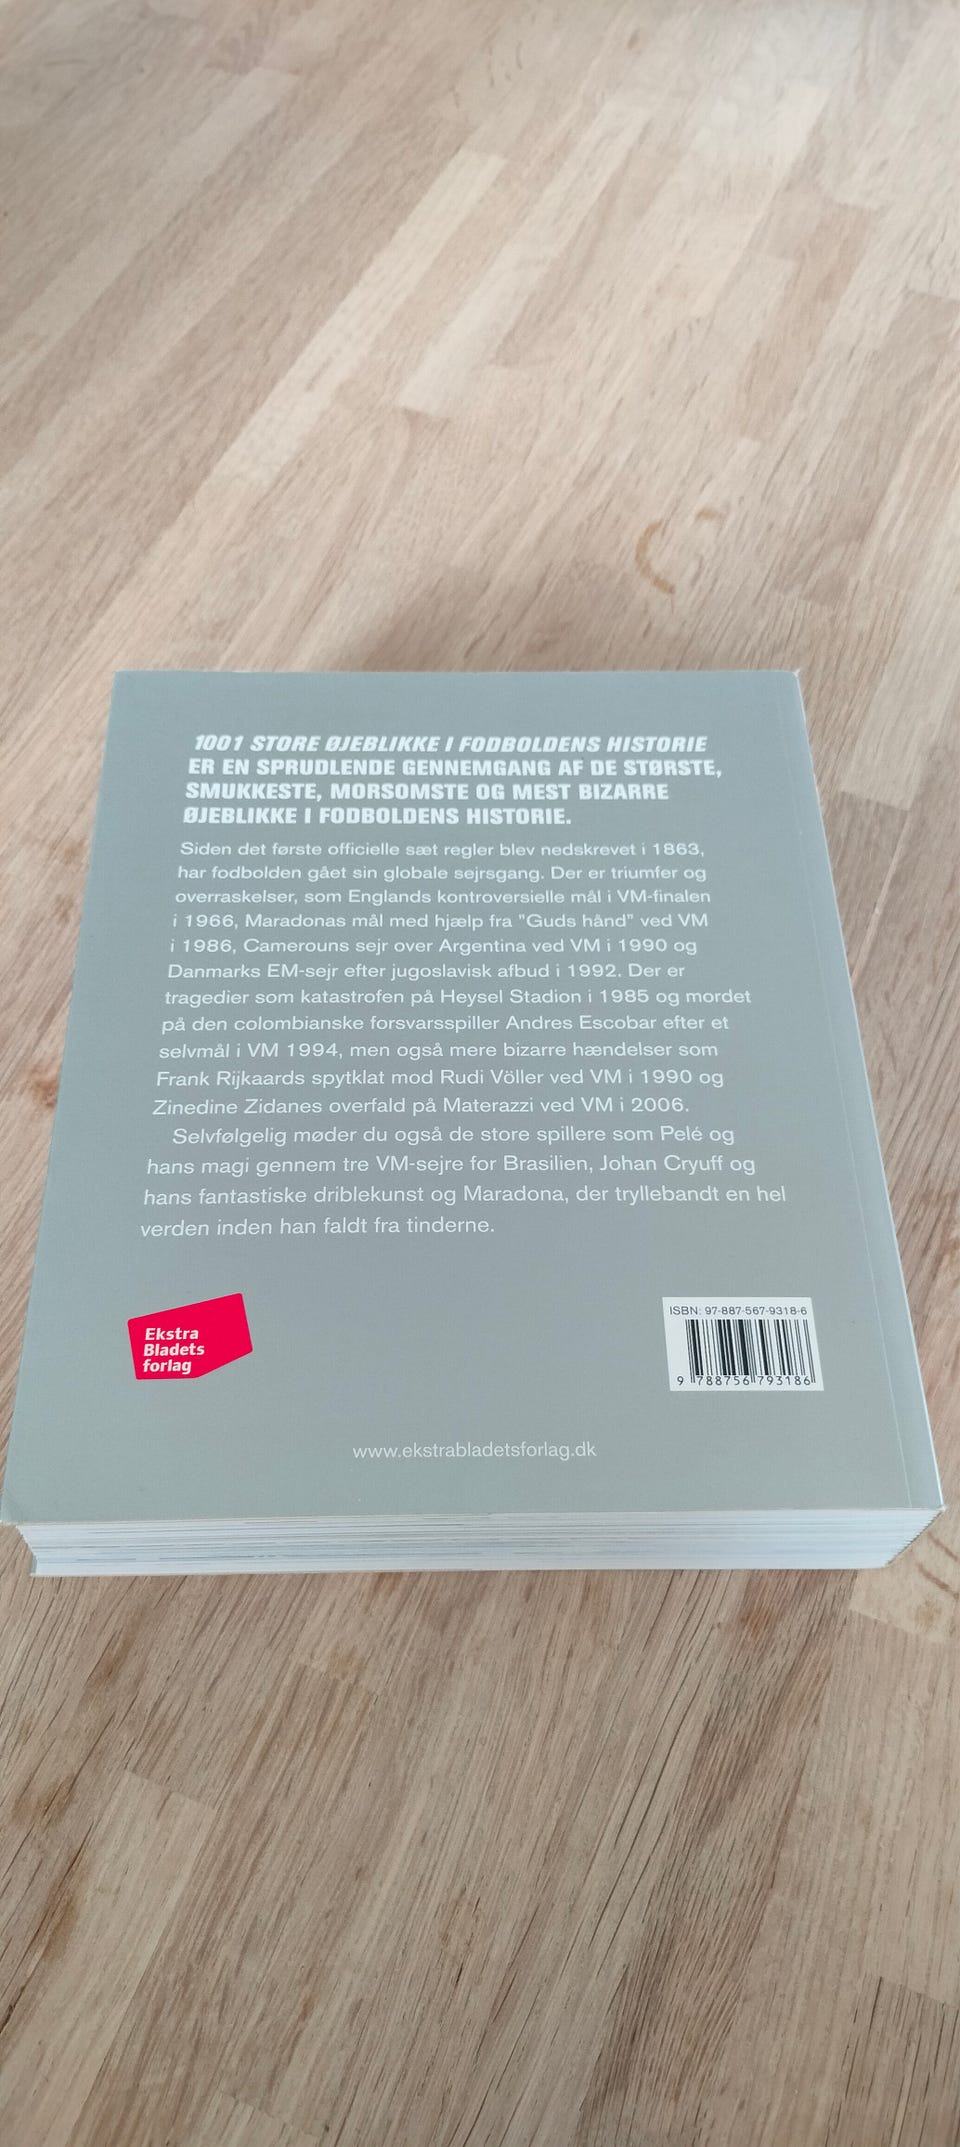 1001 STORE ØJEBLIKKE I FODBOLDENS HISTORIE
ER EN SPRUDLENDE GENNEMGANG AF DE STØRSTE,
SMUKKESTE, MORSOMSTE OG MEST BIZARRE
ØJEBLIKKE I FODBOLDENS HISTORIE.
Siden det første officielle sæt regler blev nedskrevet i 1863,
har fodbolden gået sin globale sejrsgang. Der er triumfer og
overraskelser, som Englands kontroversielle mål i VM-finalen
i 1966, Maradonas mål med hjælp fra "Guds hånd" ved VM
i 1986, Camerouns sejr over Argentina ved VM i 1990 og
Danmarks EM-sejr efter jugoslavisk afbud i 1992. Der er
tragedier som katastrofen på Heysel Stadion i 1985 og mordet
på den colombianske forsvarsspiller Andres Escobar efter et
selvmål i VM 1994, men også mere bizarre hændelser som
Frank Rijkaards spytklat mod Rudi Völler ved VM i 1990 og
Zinedine Zidanes overfald på Materazzi ved VM i 2006.
Selvfølgelig møder du også de store spillere som Pelé og
hans magi gennem tre VM-sejre for Brasilien, Johan Cryuff og
hans fantastiske driblekunst og Maradona, der tryllebandt en hel
verden inden han faldt fra tinderne.
Ekstra
Bladets
forlag
ISBN: 97-887-567-9318-6
9 788756 793186
www.ekstrabladetsforlag.dk